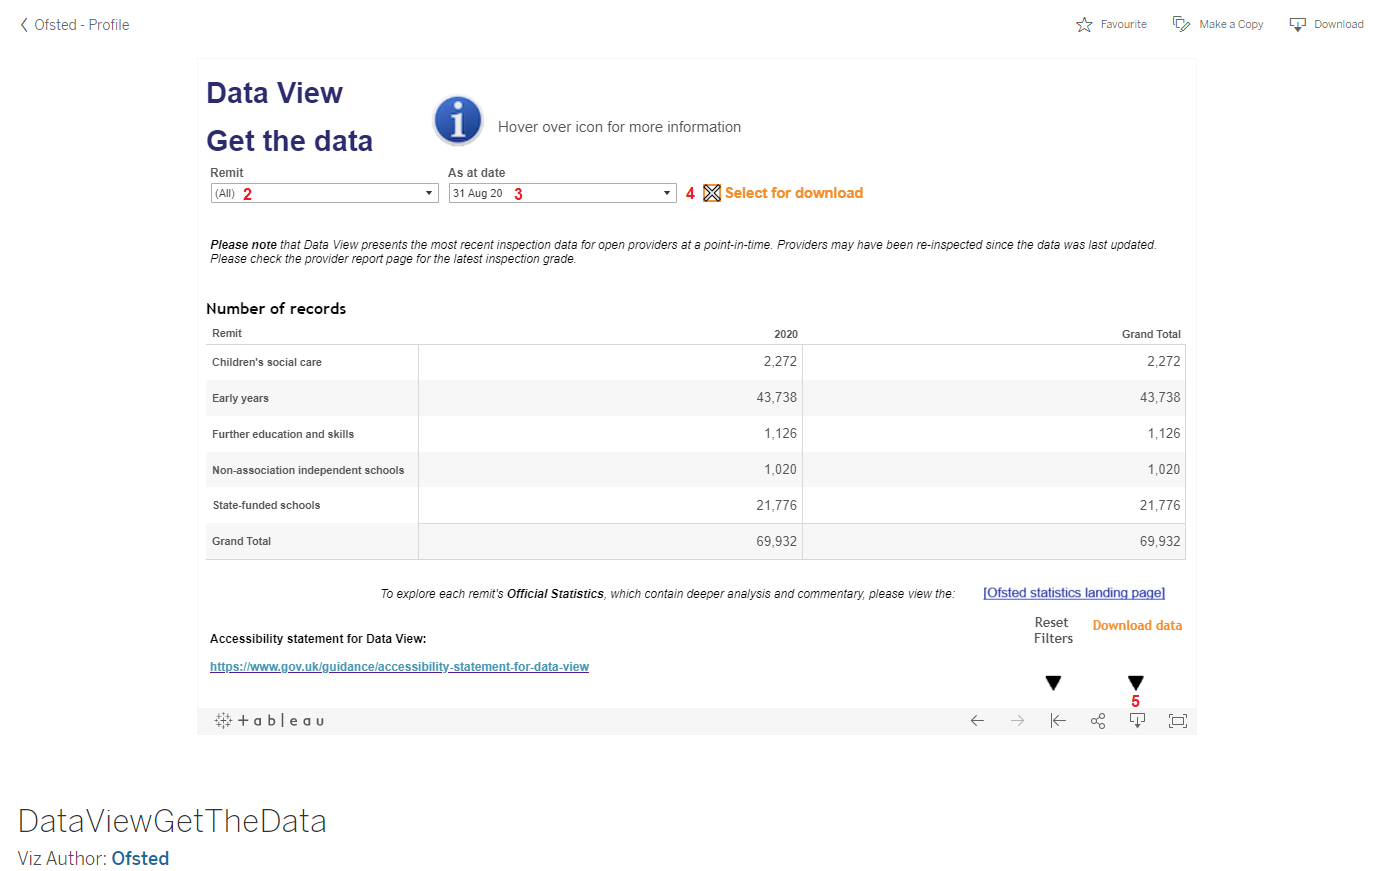 Ofsted - Profile
Favourite
Make a Copy
Download
Data View
Get the data
i
Hover over icon for more information
Remit
As at date
(All) 2
31 Aug 20 3
4
Select for download
Please note that Data View presents the most recent inspection data for open providers at a point-in-time. Providers may have been re-inspected since the data was last updated.
Please check the provider report page for the latest inspection grade.
Number of records
Remit 2020 Grand Total
Children's social care 2,272 2,272
Early years 43,738 43,738
Further education and skills 1,126 1,126
Non-association independent schools 1,020 1,020
State-funded schools 21,776 21,776
Grand Total 69,932 69,932
To explore each remit's Official Statistics, which contain deeper analysis and commentary, please view the: [Ofsted statistics landing page]
Reset
Filters
Download data
Accessibility statement for Data View:
https://www.gov.uk/guidance/accessibility-statement-for-data-view
5
+ a b | e a u
DataViewGetTheData
Viz Author: Ofsted